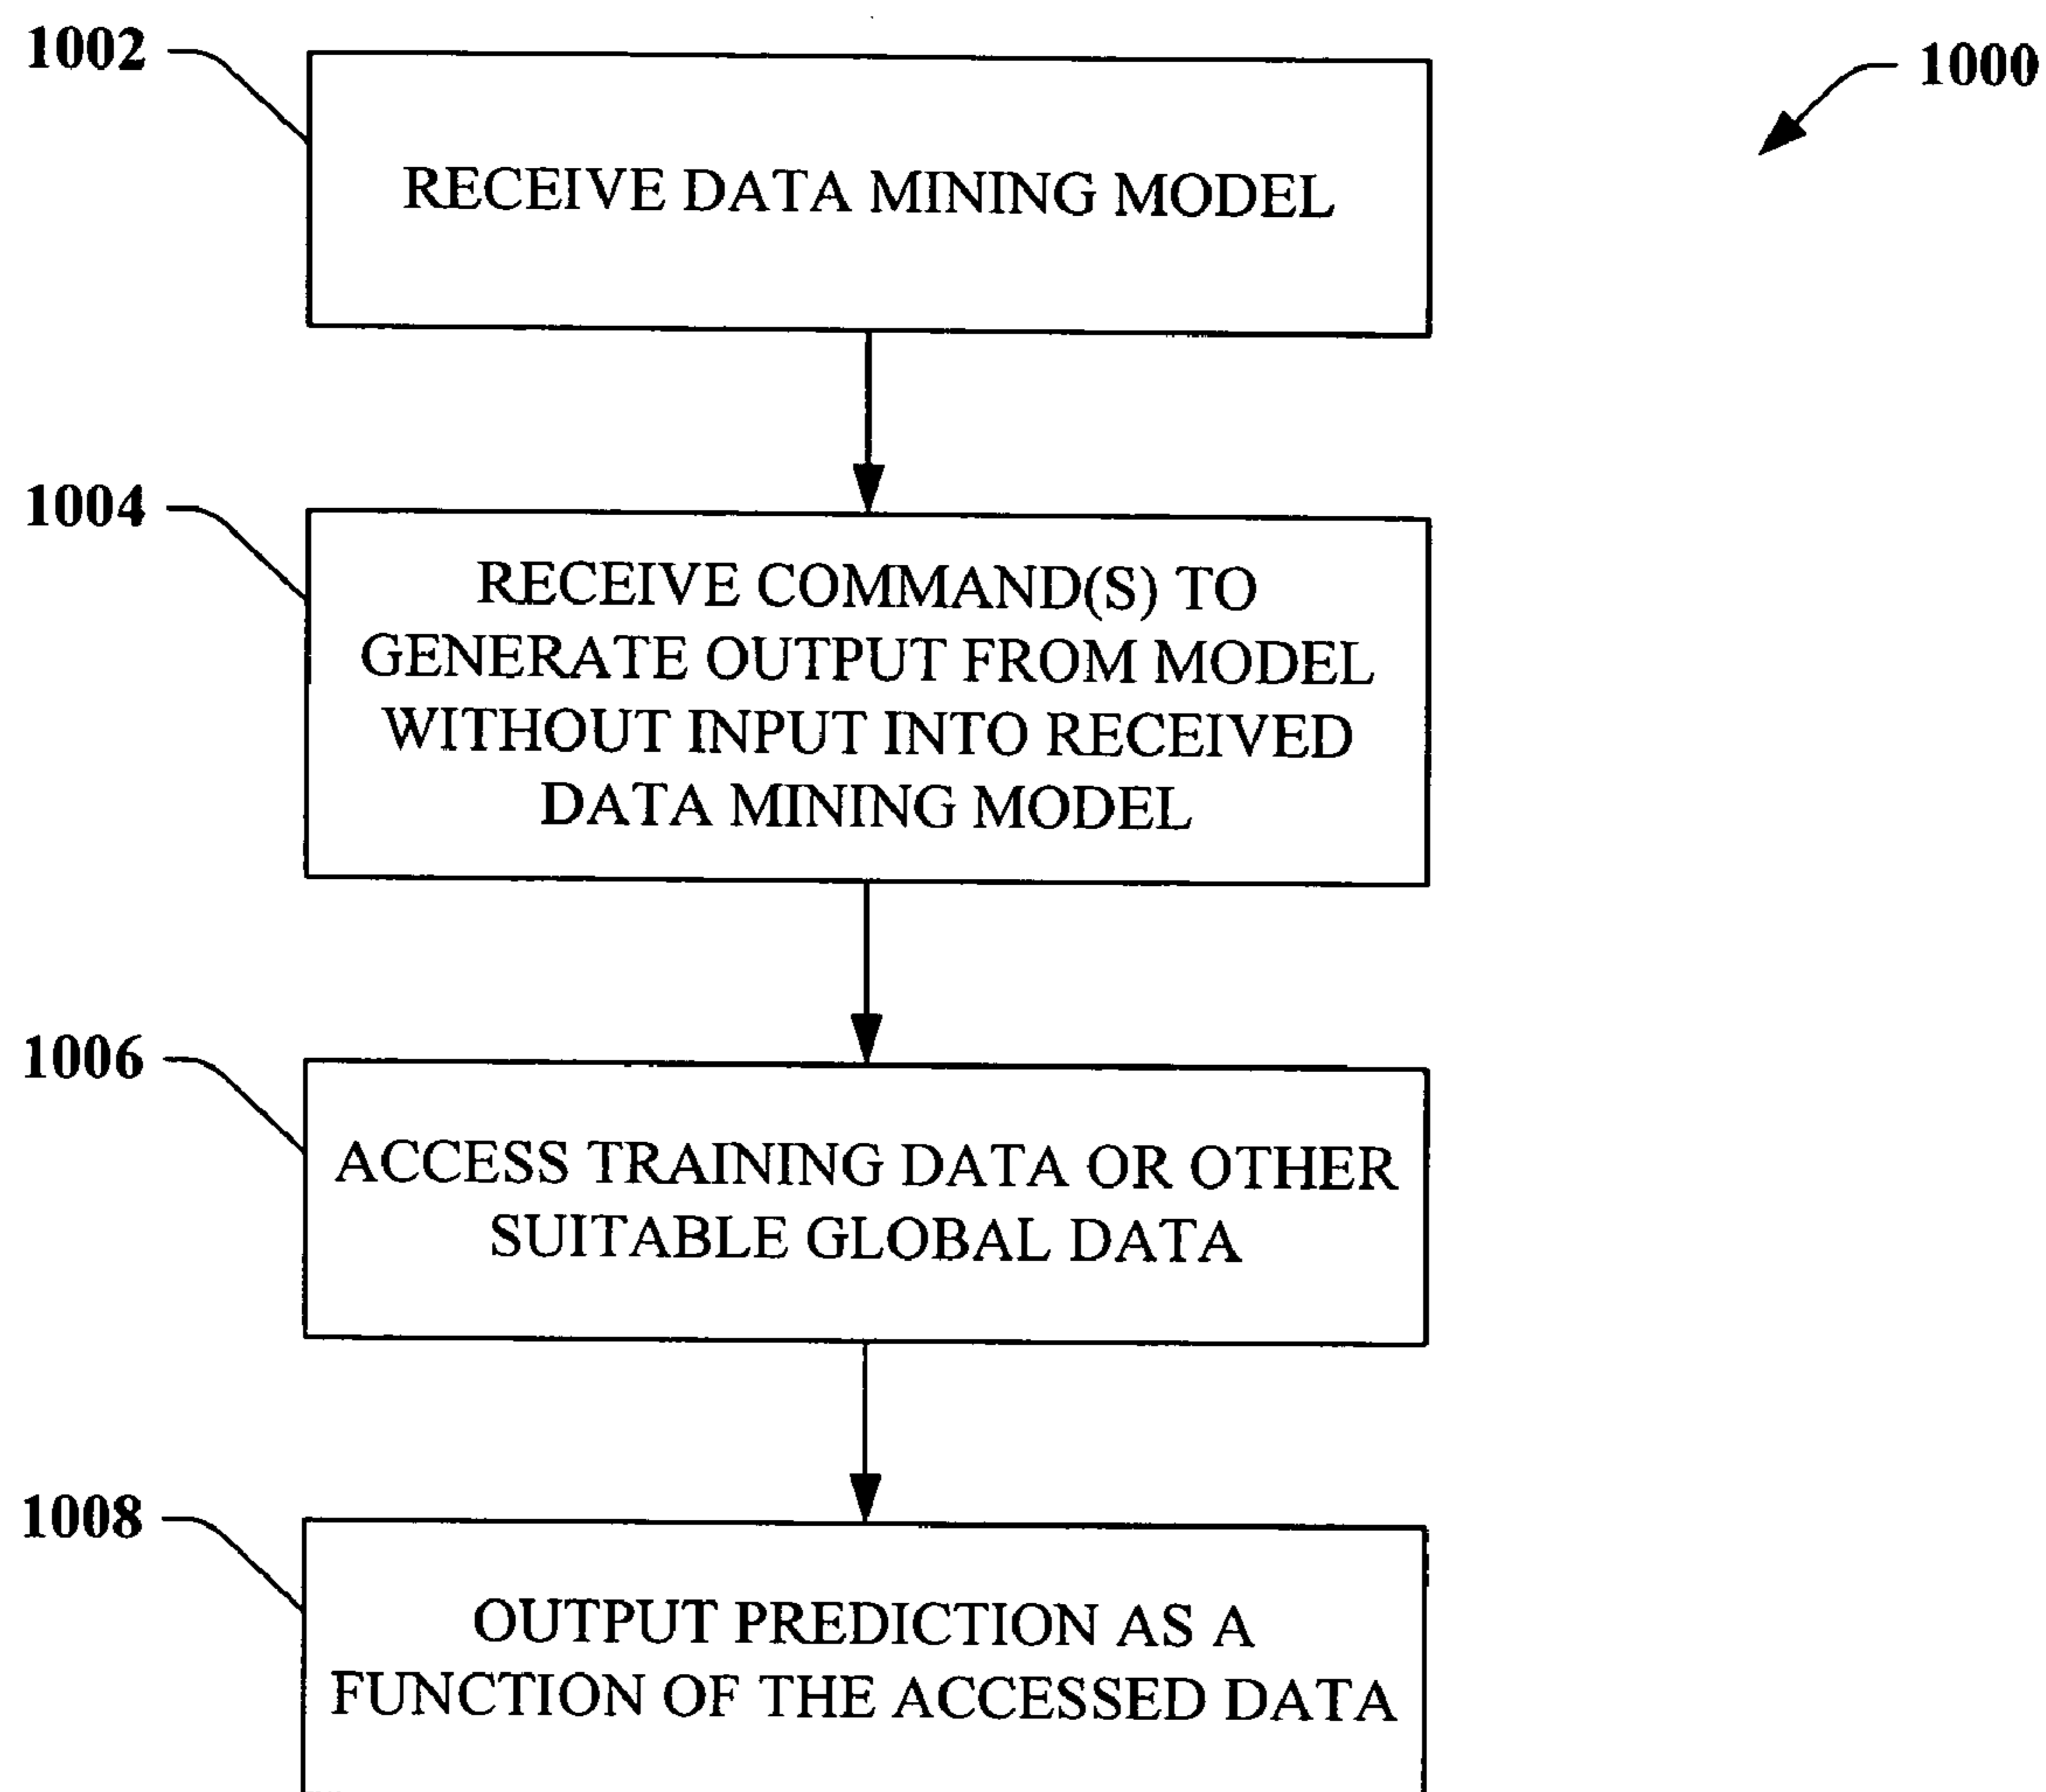 1002
1000
RECEIVE DATA MINING MODEL
1004
RECEIVE COMMAND(S) TO
GENERATE OUTPUT FROM MODEL
WITHOUT INPUT INTO RECEIVED
DATA MINING MODEL
1006
ACCESS TRAINING DATA OR OTHER
SUITABLE GLOBAL DATA
1008
OUTPUT PREDICTION AS A
FUNCTION OF THE ACCESSED DATA